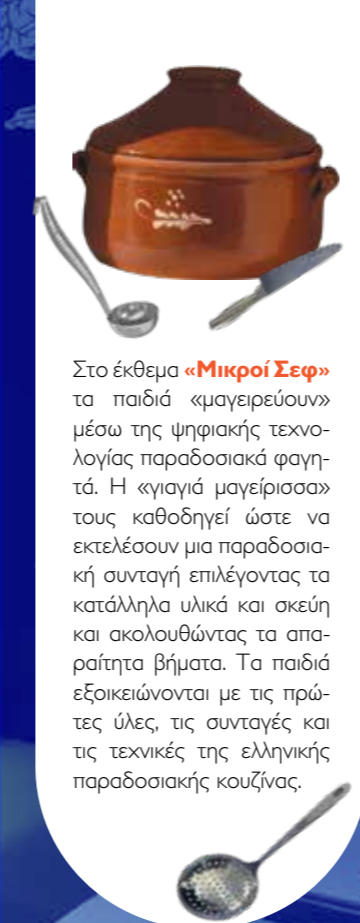 Στο έκθεμα «Μικροί Σεφ»
τα παιδιά «μαγειρεύουν»
μέσω της ψηφιακής τεχνο-
λογίας παραδοσιακά φαγη-
τά. Η «γιαγιά μαγείρισσα»
τους καθοδηγεί ώστε να
εκτελέσουν μια παραδοσια-
κή συνταγή επιλέγοντας τα
κατάλληλα υλικά και σκεύη
και ακολουθώντας τα απα-
ραίτητα βήματα. Τα παιδιά
εξοικειώνονται με τις πρώ-
τες ύλες, τις συνταγές και
τις τεχνικές της ελληνικής
παραδοσιακής κουζίνας.